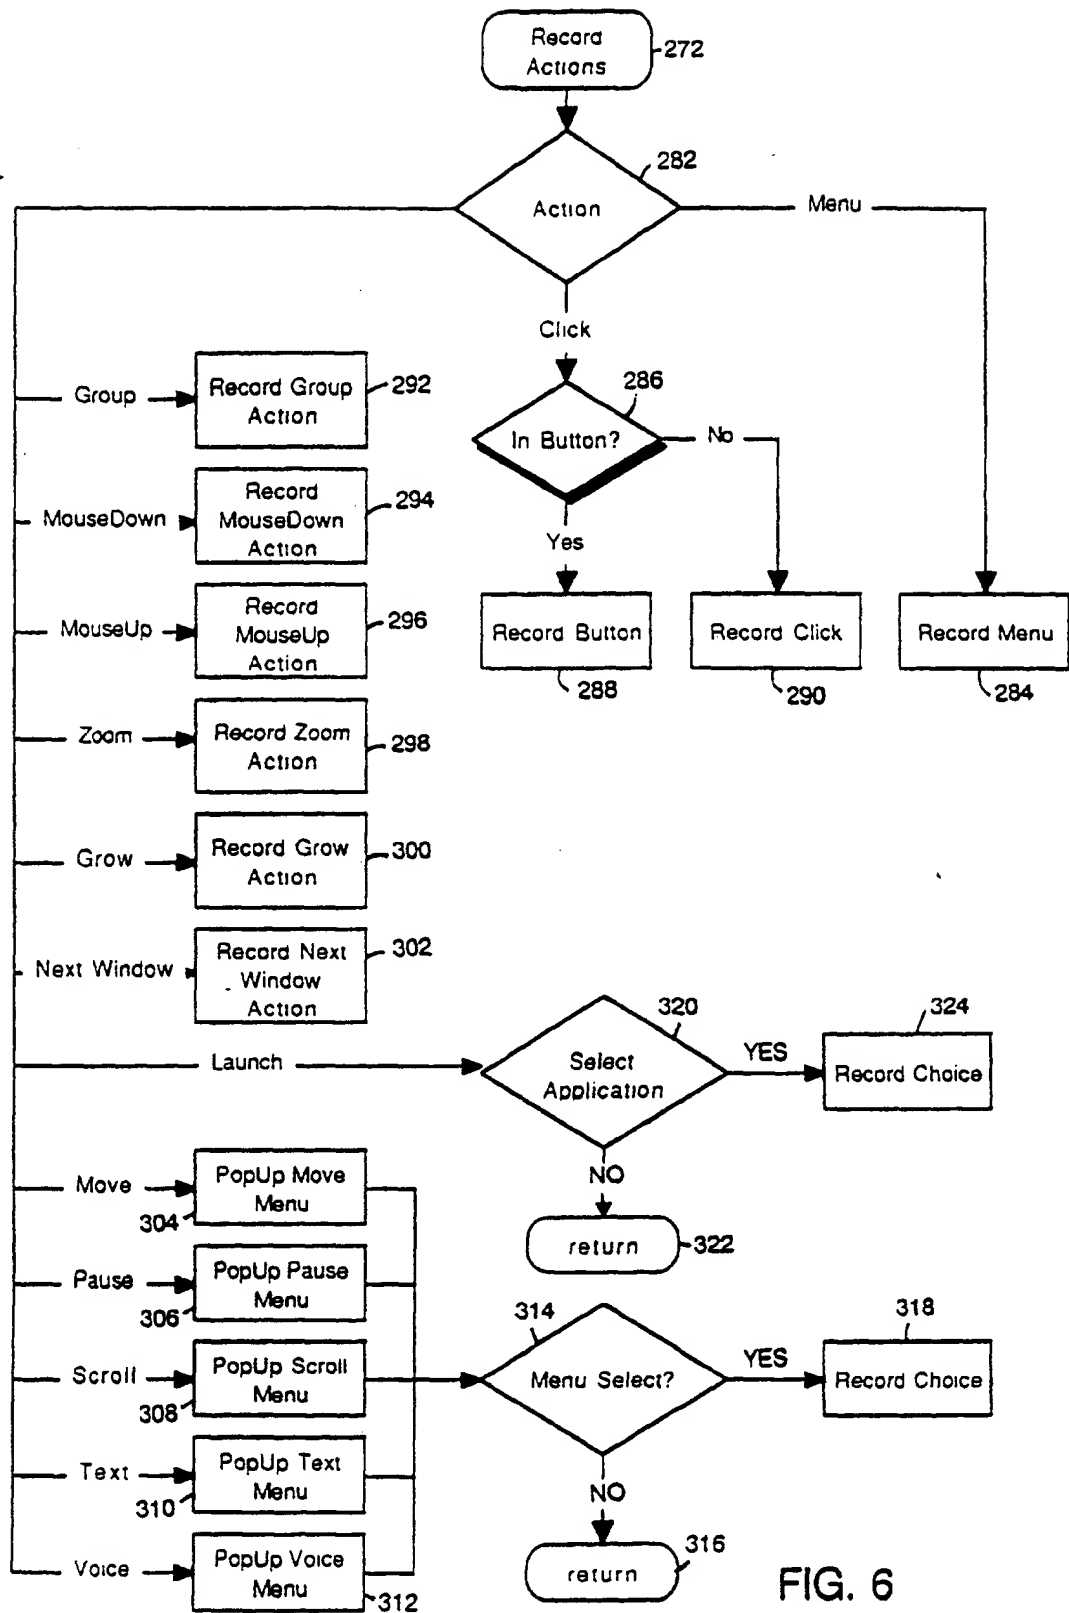 Record
Actions
272
282
Action
Menu
Click
286
In Button?
No
Yes
Record Button
288
Record Click
290
Record Menu
284
Group
Record Group
Action
292
MouseDown
Record
MouseDown
Action
294
MouseUp
Record
MouseUp
Action
296
Zoom
Record Zoom
Action
298
Grow
Record Grow
Action
300
Next Window
Record Next
Window
Action
302
Launch
320
Select
Application
YES
324
Record Choice
NO
return
322
Move
PopUp Move
Menu
304
Pause
PopUp Pause
Menu
306
Scroll
PopUp Scroll
Menu
308
314
Menu Select?
YES
318
Record Choice
Text
PopUp Text
Menu
310
NO
return
316
Voice
PopUp Voice
Menu
312
FIG. 6